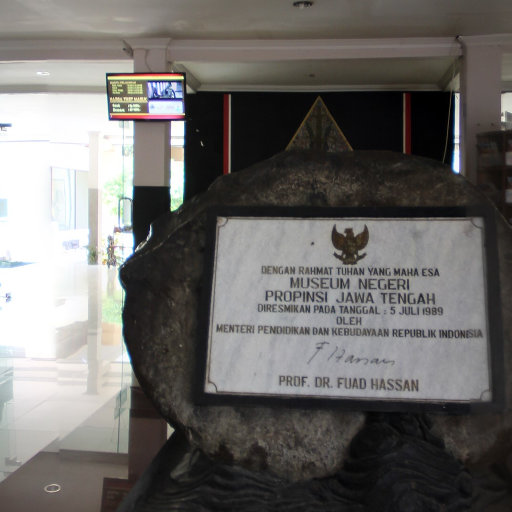 DENGAN RAHMAT TUHAN YANG MAHA ESA
MUSEUM NEGERI
PROPINSI JAWA TENGAH
DIRESMIKAN PADA TANGGAL : 5 JULI 1989
OLEH
MENTERI PENDIDIKAN DAN KEBUDAYAAN REPUBLIK INDONESIA
F Hassan
PROF. DR. FUAD HASSAN